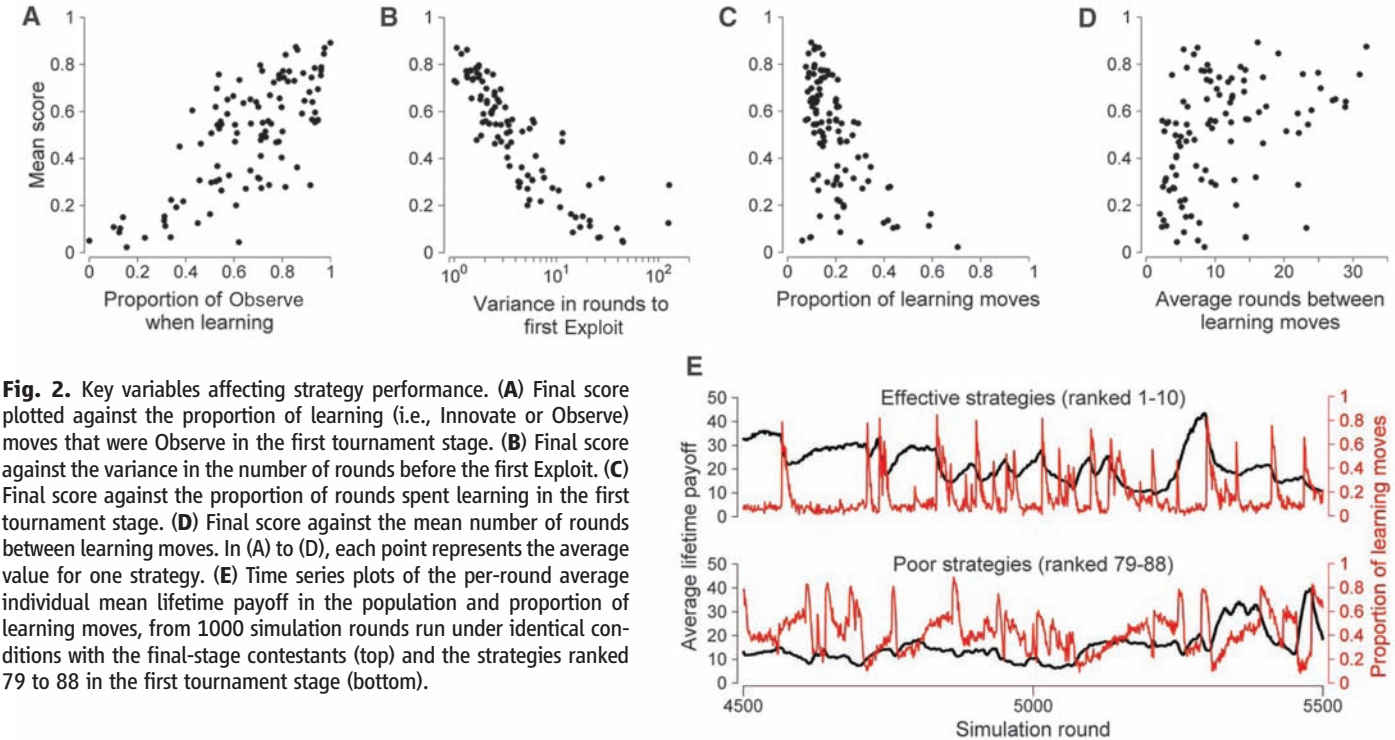 A
B
C
D
1
0.8
0.6
0.4
0.2
0
Mean score
0 0.2 0.4 0.6 0.8 1
Proportion of Observe
when learning
1
0.8
0.6
0.4
0.2
0
10⁰ 10¹ 10²
Variance in rounds to
first Exploit
1
0.8
0.6
0.4
0.2
0
0 0.2 0.4 0.6 0.8 1
Proportion of learning moves
1
0.8
0.6
0.4
0.2
0
0 10 20 30
Average rounds between
learning moves
Fig. 2. Key variables affecting strategy performance. (A) Final score
plotted against the proportion of learning (i.e., Innovate or Observe)
moves that were Observe in the first tournament stage. (B) Final score
against the variance in the number of rounds before the first Exploit. (C)
Final score against the proportion of rounds spent learning in the first
tournament stage. (D) Final score against the mean number of rounds
between learning moves. In (A) to (D), each point represents the average
value for one strategy. (E) Time series plots of the per-round average
individual mean lifetime payoff in the population and proportion of
learning moves, from 1000 simulation rounds run under identical con-
ditions with the final-stage contestants (top) and the strategies ranked
79 to 88 in the first tournament stage (bottom).
E
Effective strategies (ranked 1-10)
50
40
30
20
10
0
1
0.8
0.6
0.4
0.2
0
Average lifetime payoff
Proportion of learning moves
Poor strategies (ranked 79-88)
50
40
30
20
10
0
1
0.8
0.6
0.4
0.2
0
4500 5000 5500
Simulation round